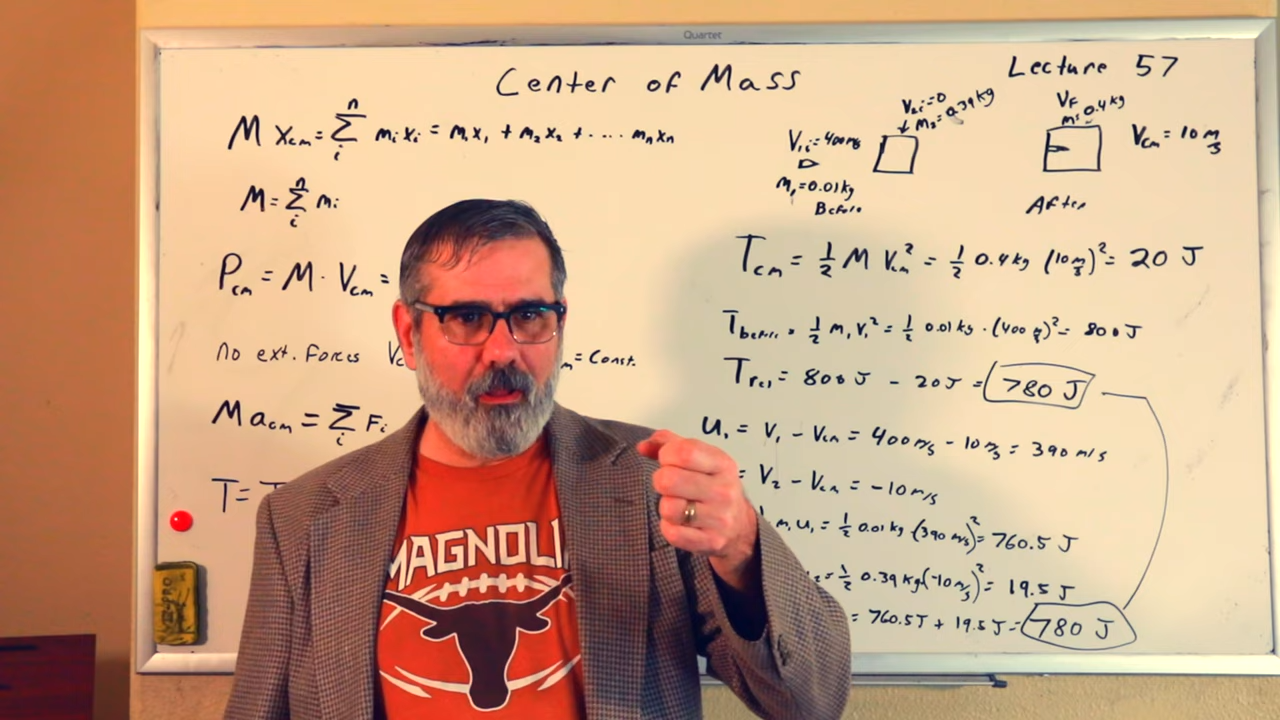 Quartet
Center of Mass
Lecture 57
M x_cm = Σ_i^n m_i x_i = m_1 x_1 + m_2 x_2 + .... m_n x_n
M = Σ_i^n m_i
P_cm = M · V_cm =
no ext. Forces V_c m = Const.
M a_cm = Σ_i F_i
T =
V_1i = 400 m/s
m_1 = 0.01 kg
Before
V_2i = 0
m_2 = 0.39 kg
V_F
m = 0.4 kg
V_cm = 10 m/s
After
T_cm = 1/2 M V_cm^2 = 1/2 0.4 kg (10 m/s)^2 = 20 J
T_before = 1/2 m_1 V_1^2 = 1/2 0.01 kg · (400 m/s)^2 = 800 J
T_rel = 800 J - 20 J = 780 J
u_1 = V_1 - V_cm = 400 m/s - 10 m/s = 390 m/s
= V_2 - V_cm = -10 m/s
m_1 u_1 = 1/2 0.01 kg (390 m/s)^2 = 760.5 J
= 1/2 0.39 kg (-10 m/s)^2 = 19.5 J
= 760.5 J + 19.5 J = 780 J
MAGNOLI